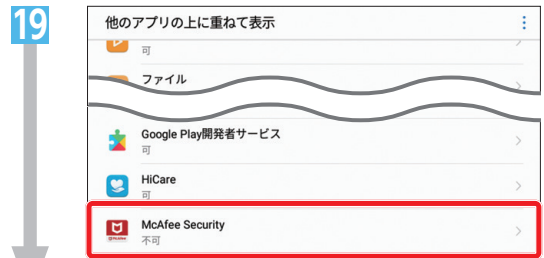 19
他のアプリの上に重ねて表示
可
ファイル
Google Play開発者サービス
可
HiCare
可
McAfee Security
不可